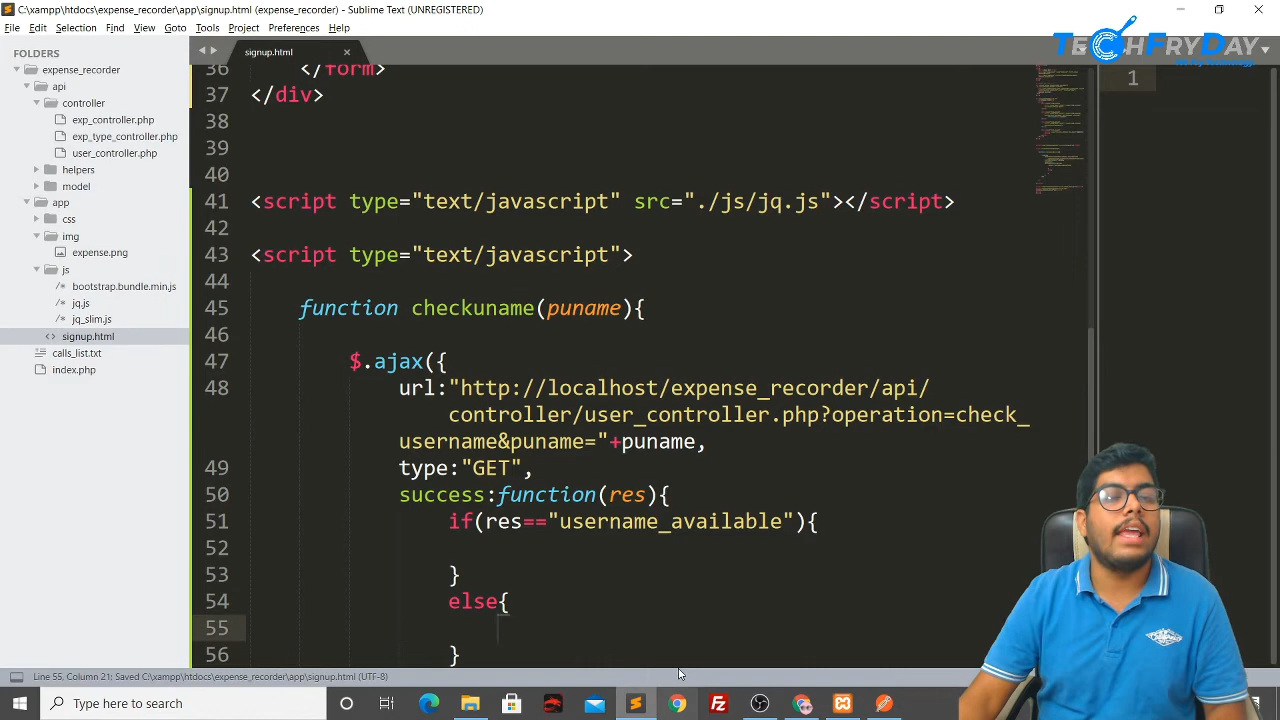 C:\xampp\htdocs\expense_recorder\app\signup.html (expense_recorder) - Sublime Text (UNREGISTERED)
File Edit Selection Find View Goto Tools Project Preferences Help
TECHFRYDAY
FOLDERS
expense_recorder
api
controller
user_controller.php
helper
model
app
css
img
expense.png
js
bootstrap.bundle.min.js
jq.js
jq_slim.js
signup.html
calls_list.txt
index.php
signup.html
1
36 </form>
37 </div>
38
39
40
41 <script type="text/javascript" src="./js/jq.js"></script>
42
43 <script type="text/javascript">
44
45 function checkuname(puname){
46
47 $.ajax({
48 url:"http://localhost/expense_recorder/api/
controller/user_controller.php?operation=check_
username&puname="+puname,
49 type:"GET",
50 success:function(res){
51 if(res=="username_available"){
52
53 }
54 else{
55
56 }
Line 55, Column 21; Saved C:\xampp\htdocs\expense_recorder\app\signup.html (UTF-8)
Type here to search